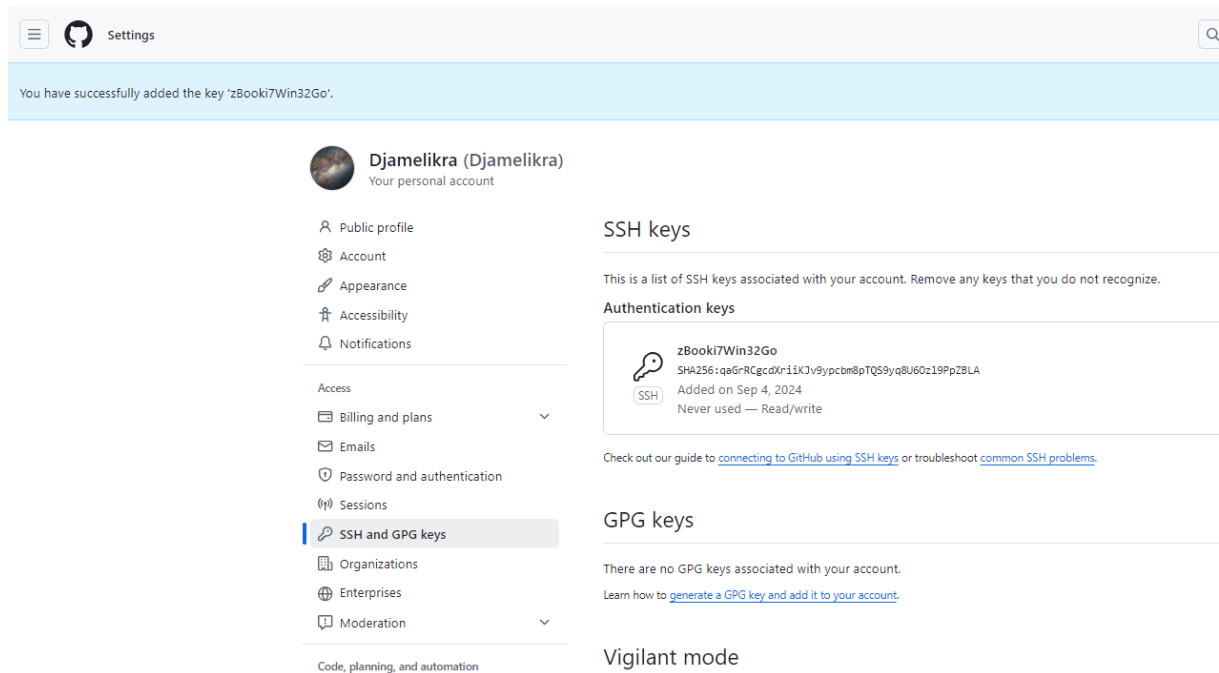 Settings
You have successfully added the key 'zBooki7Win32Go'.
Djamelikra (Djamelikra)
Your personal account
Public profile
Account
Appearance
Accessibility
Notifications
Access
Billing and plans
Emails
Password and authentication
Sessions
SSH and GPG keys
Organizations
Enterprises
Moderation
Code, planning, and automation
SSH keys
This is a list of SSH keys associated with your account. Remove any keys that you do not recognize.
Authentication keys
zBooki7Win32Go
SHA256:qaGrRCgcdXriiKJv9ypcbm8pTQS9yq8U6Ozl9PpZBLA
SSH
Added on Sep 4, 2024
Never used — Read/write
Check out our guide to connecting to GitHub using SSH keys or troubleshoot common SSH problems.
GPG keys
There are no GPG keys associated with your account.
Learn how to generate a GPG key and add it to your account.
Vigilant mode